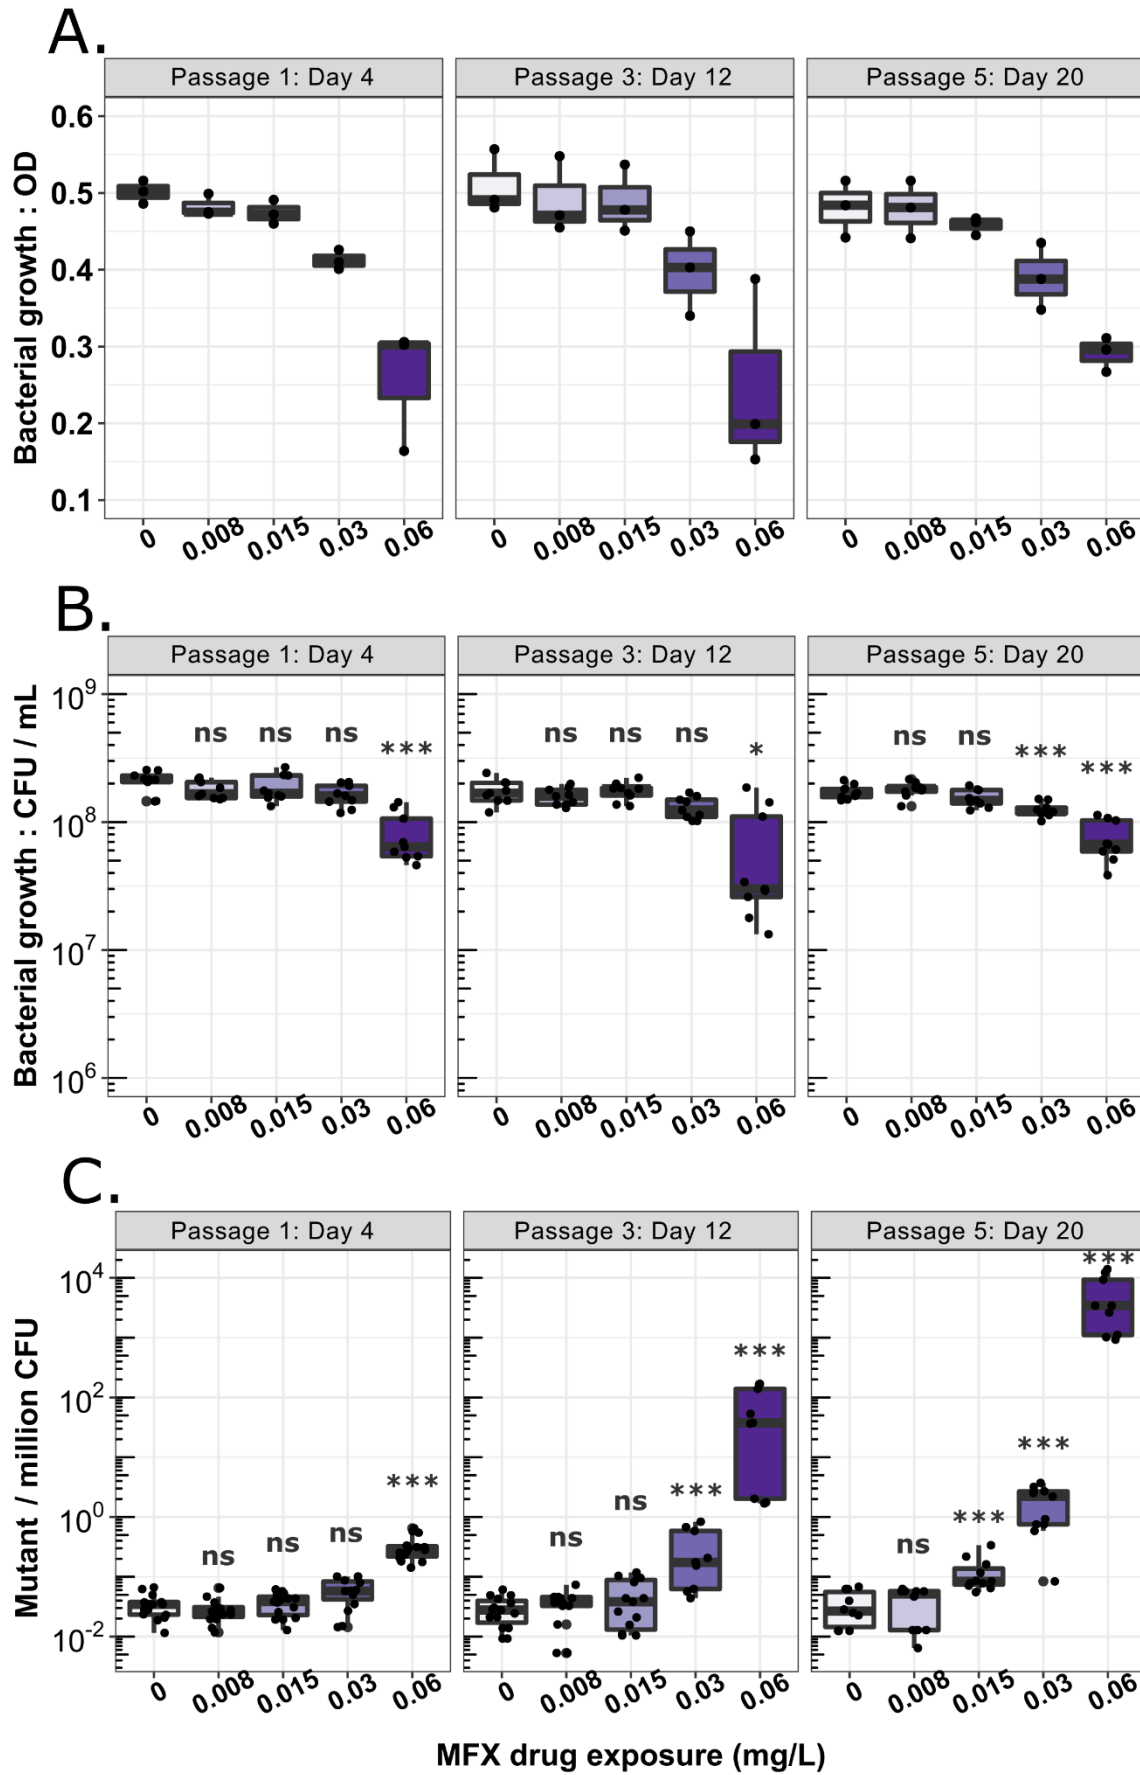 A.
Passage 1: Day 4 Passage 3: Day 12 Passage 5: Day 20
Bacterial growth : OD
0.6
0.5
0.4
0.3
0.2
0.1
0 0.008 0.015 0.03 0.06 0 0.008 0.015 0.03 0.06 0 0.008 0.015 0.03 0.06
B.
Passage 1: Day 4 Passage 3: Day 12 Passage 5: Day 20
Bacterial growth : CFU / mL
10⁹
ns ns ns *** ns ns ns * ns ns *** ***
10⁸
10⁷
10⁶
0 0.008 0.015 0.03 0.06 0 0.008 0.015 0.03 0.06 0 0.008 0.015 0.03 0.06
C.
Passage 1: Day 4 Passage 3: Day 12 Passage 5: Day 20
Mutant / million CFU
10⁴
10²
10⁰
10⁻²
ns ns ns *** ns ns *** *** ns *** *** ***
0 0.008 0.015 0.03 0.06 0 0.008 0.015 0.03 0.06 0 0.008 0.015 0.03 0.06
MFX drug exposure (mg/L)